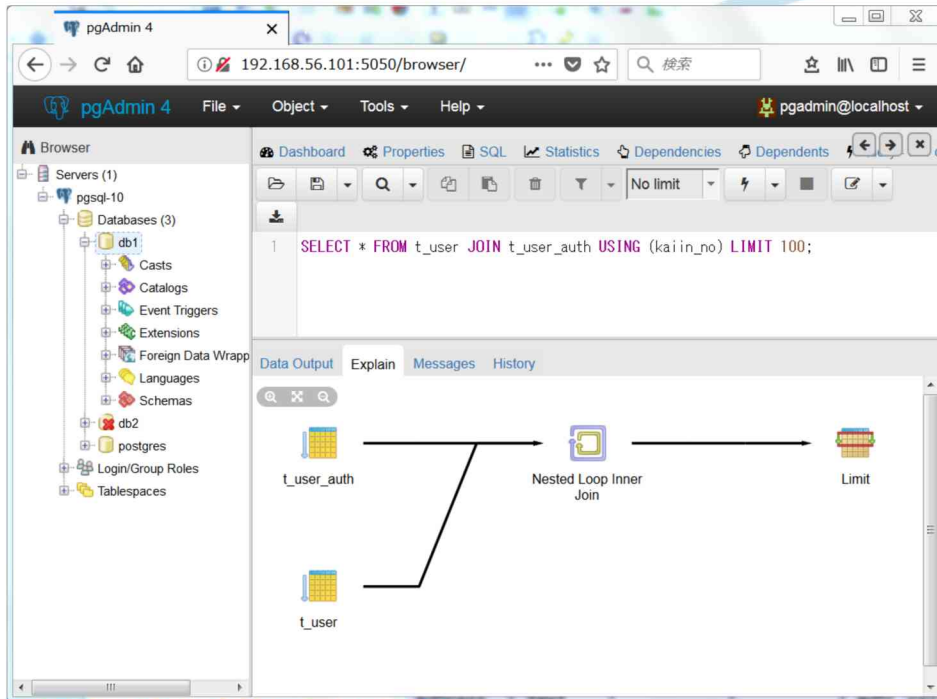 pgAdmin 4
192.168.56.101:5050/browser/
検索
pgAdmin 4 File Object Tools Help pgadmin@localhost
Browser
Dashboard Properties SQL Statistics Dependencies Dependents
No limit
1 SELECT * FROM t_user JOIN t_user_auth USING (kaiin_no) LIMIT 100;
Servers (1)
pgsql-10
Databases (3)
db1
Casts
Catalogs
Event Triggers
Extensions
Foreign Data Wrapp
Languages
Schemas
db2
postgres
Login/Group Roles
Tablespaces
Data Output Explain Messages History
t_user_auth
Nested Loop Inner
Join
Limit
t_user